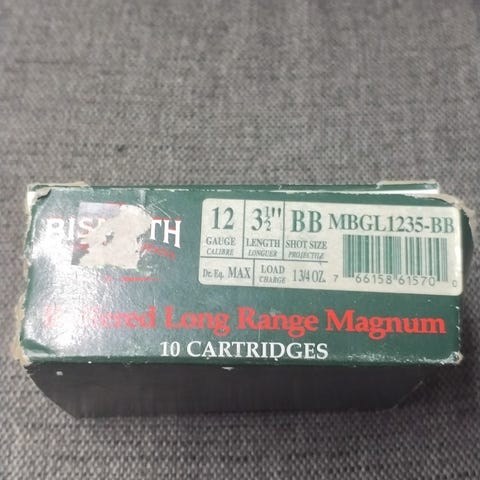 12 3½" BB MBGL1235-BB
GAUGE LENGTH SHOT SIZE
CALIBRE LONGUER PROJECTILE
Dr. Eq. MAX LOAD 1 3/4 OZ.
CHARGE
7 66158 61570 0
Long Range Magnum
10 CARTRIDGES